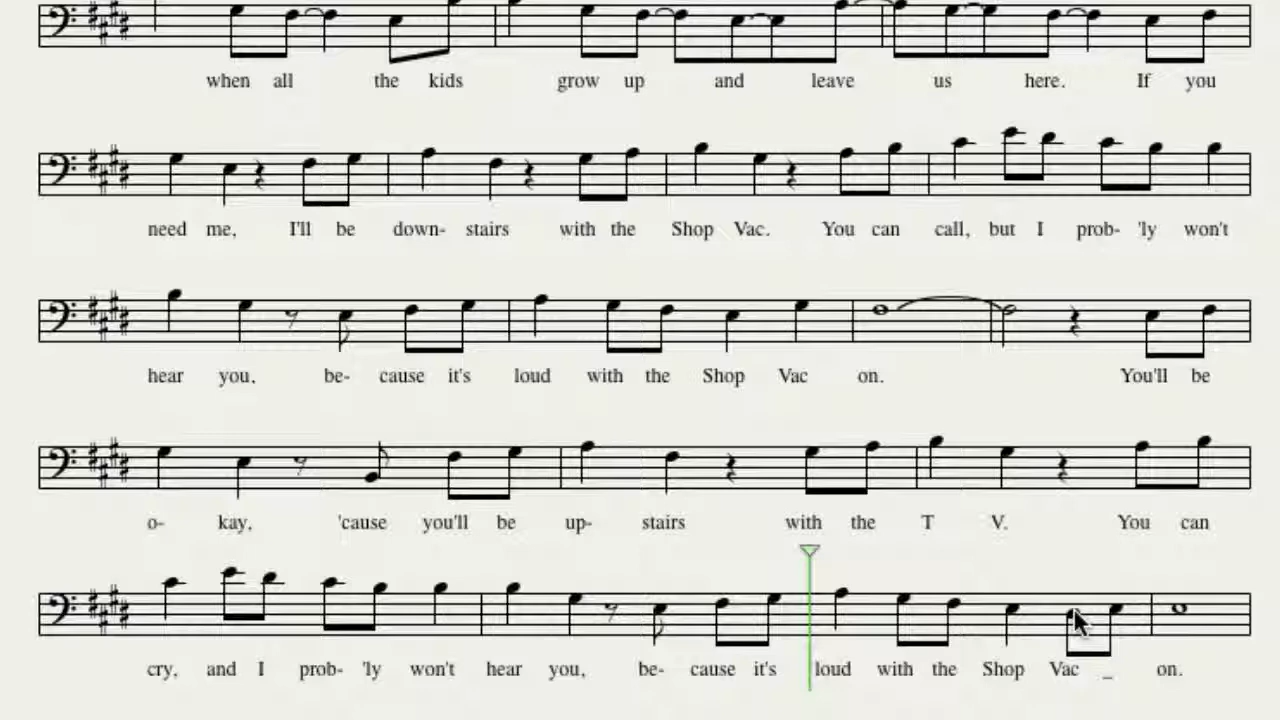 when all the kids grow up and leave us here. If you
need me, I'll be down- stairs with the Shop Vac. You can call, but I prob- 'ly won't
hear you, be- cause it's loud with the Shop Vac on. You'll be
o- kay, 'cause you'll be up- stairs with the T V. You can
cry, and I prob- 'ly won't hear you, be- cause it's loud with the Shop Vac _ on.